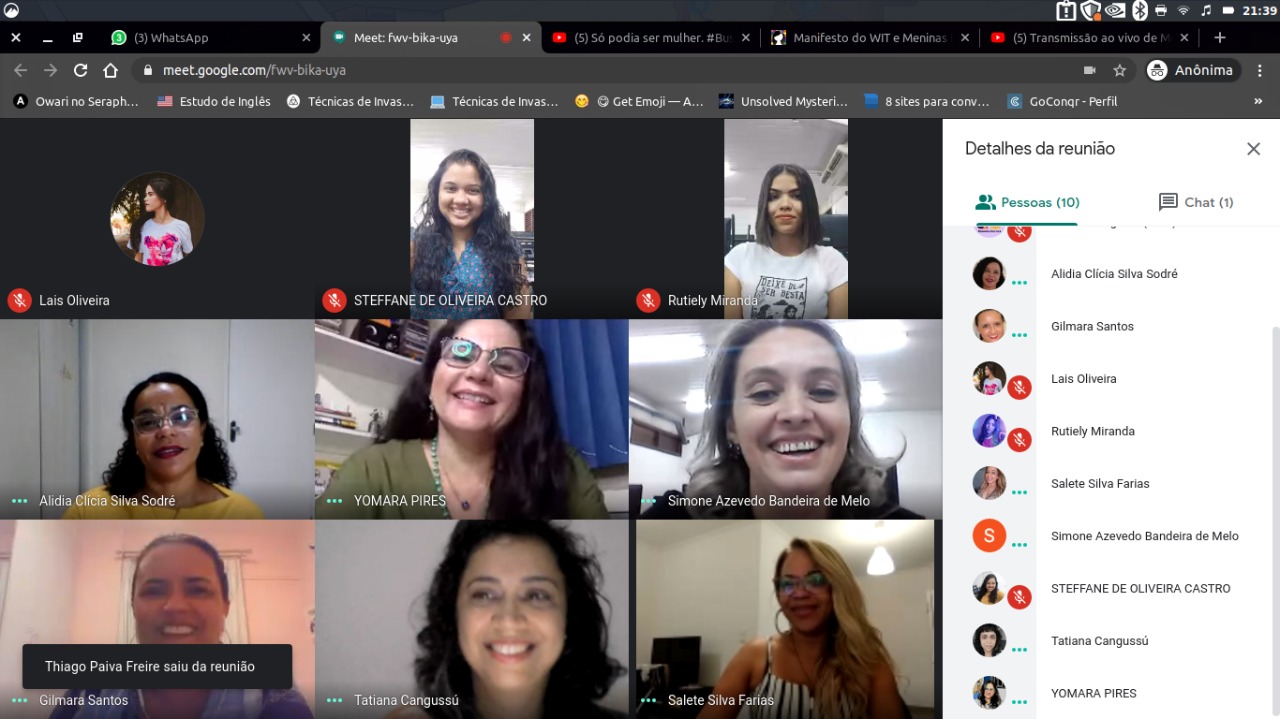 21:39
(3) WhatsApp
Meet: fwv-bika-uya
(5) Só podia ser mulher. #Bus
Manifesto do WIT e Meninas
(5) Transmissão ao vivo de M
meet.google.com/fwv-bika-uya
Anônima
Owari no Seraph...
Estudo de Inglês
Técnicas de Invas...
Técnicas de Invas...
Get Emoji — A...
Unsolved Mysteri...
8 sites para conv...
GoConqr - Perfil
»
Detalhes da reunião
Pessoas (10)
Chat (1)
DEIXE DE
SER BESTA
Lais Oliveira
STEFFANE DE OLIVEIRA CASTRO
Rutiely Miranda
Alidia Clícia Silva Sodré
YOMARA PIRES
Simone Azevedo Bandeira de Melo
Thiago Paiva Freire saiu da reunião
Gilmara Santos
Tatiana Cangussú
Salete Silva Farias
Alidia Clícia Silva Sodré
Gilmara Santos
Lais Oliveira
Rutiely Miranda
Salete Silva Farias
S
Simone Azevedo Bandeira de Melo
STEFFANE DE OLIVEIRA CASTRO
Tatiana Cangussú
YOMARA PIRES